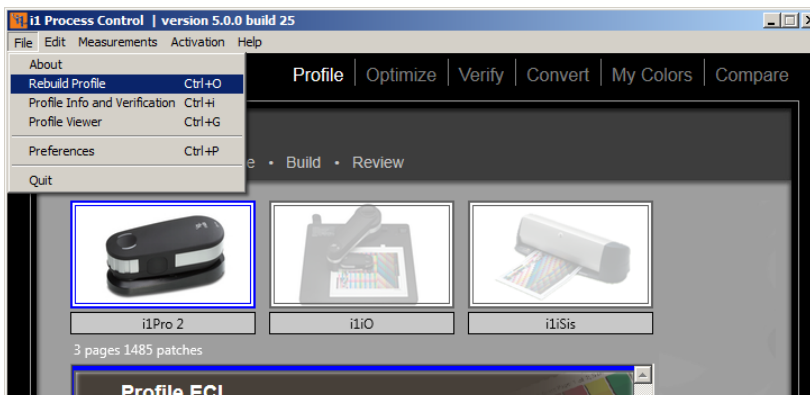 i1 Process Control | version 5.0.0 build 25
File Edit Measurements Activation Help
About
Rebuild Profile Ctrl+O
Profile Info and Verification Ctrl+i
Profile Viewer Ctrl+G
Preferences Ctrl+P
Quit
Profile | Optimize | Verify | Convert | My Colors | Compare
• Build • Review
i1Pro 2 i1iO i1iSis
3 pages 1485 patches
Profile ECI